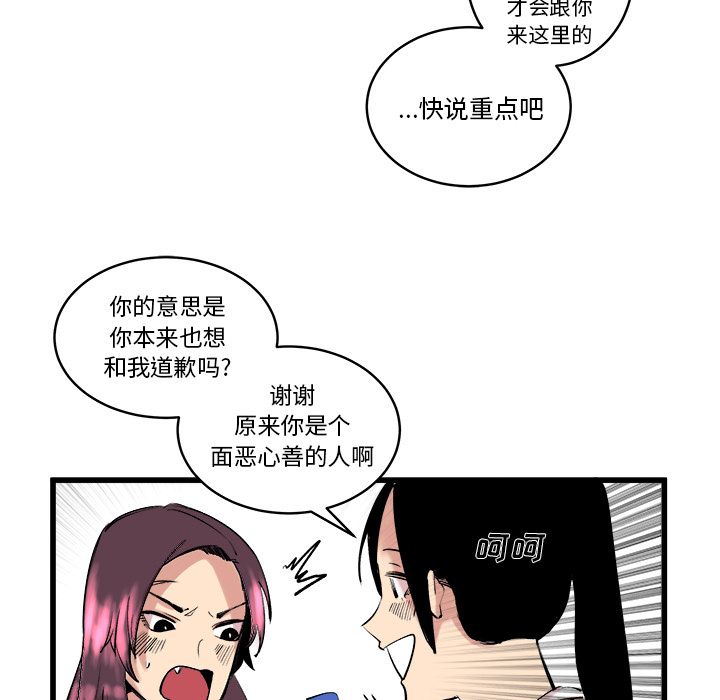 才会跟你
来这里的
...快说重点吧
你的意思是
你本来也想
和我道歉吗?
谢谢
原来你是个
面恶心善的人啊
呵呵